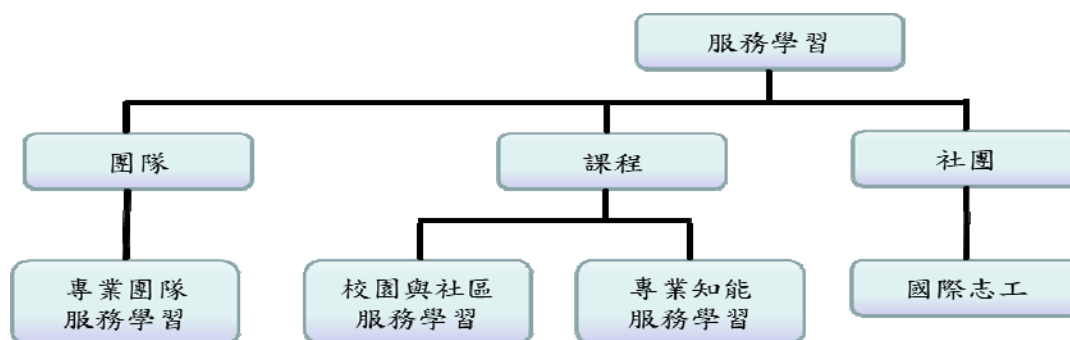 服務學習
團隊
課程
社團
專業團隊
服務學習
校園與社區
服務學習
專業知能
服務學習
國際志工